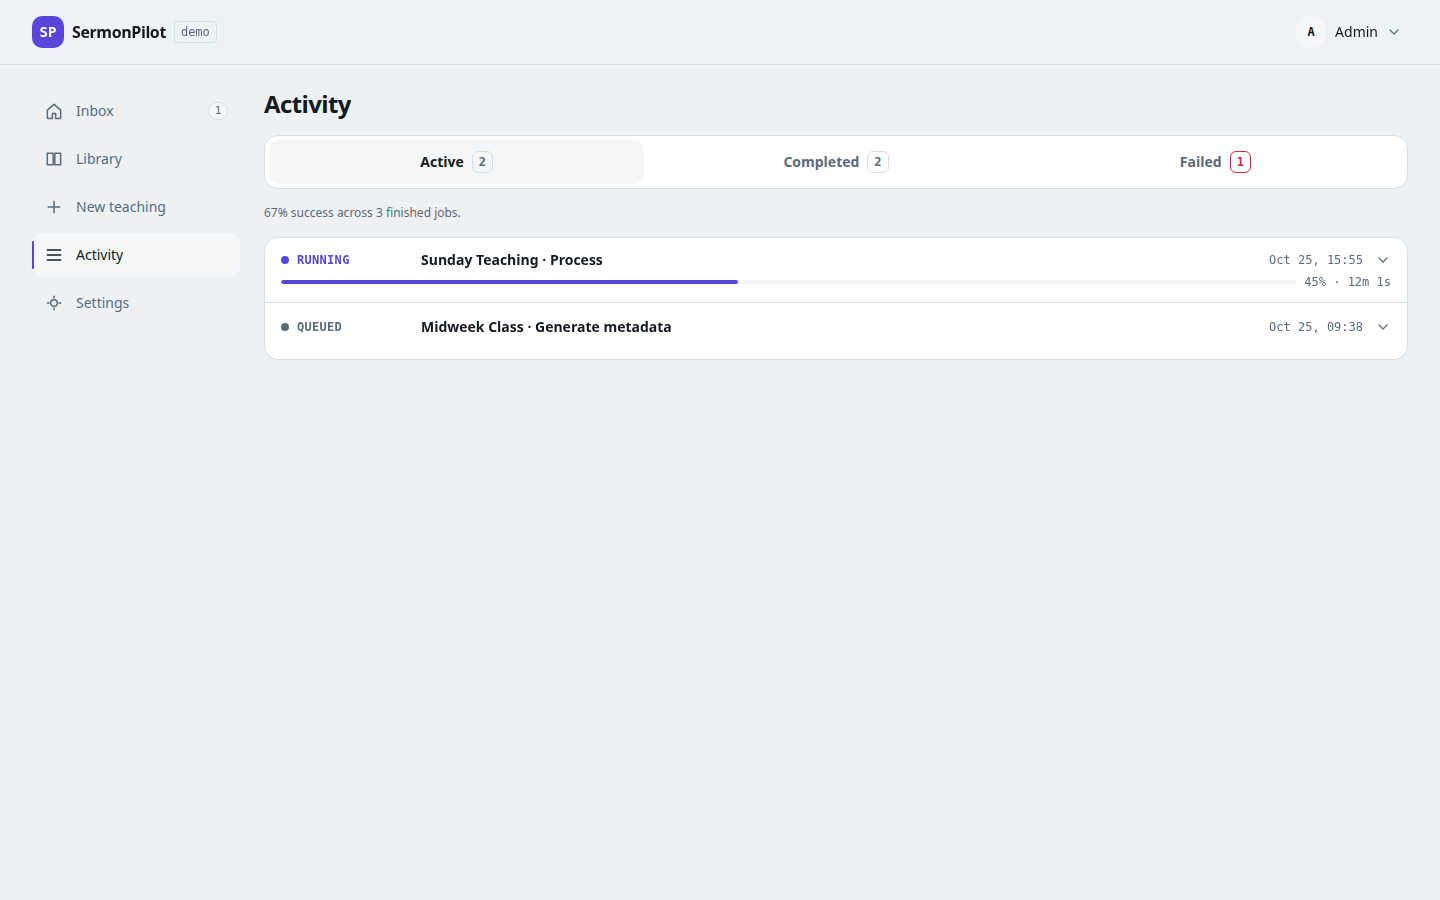 SP SermonPilot demo
A Admin
Inbox 1
Library
New teaching
Activity
Settings
Activity
Active 2
Completed 2
Failed 1
67% success across 3 finished jobs.
RUNNING Sunday Teaching · Process Oct 25, 15:55
45% · 12m 1s
QUEUED Midweek Class · Generate metadata Oct 25, 09:38